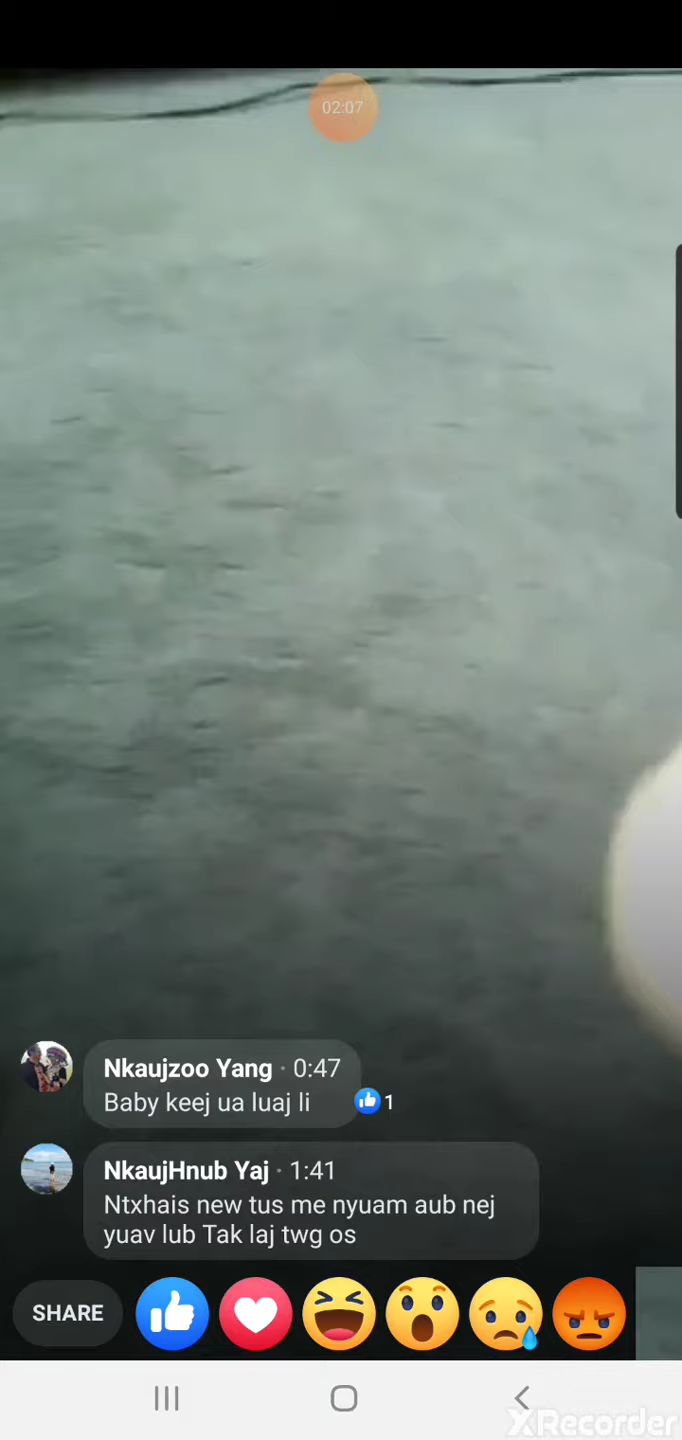 02:07
Nkaujzoo Yang · 0:47
Baby keej ua luaj li
1
NkaujHnub Yaj · 1:41
Ntxhais new tus me nyuam aub nej
yuav lub Tak laj twg os
SHARE
XRecorder